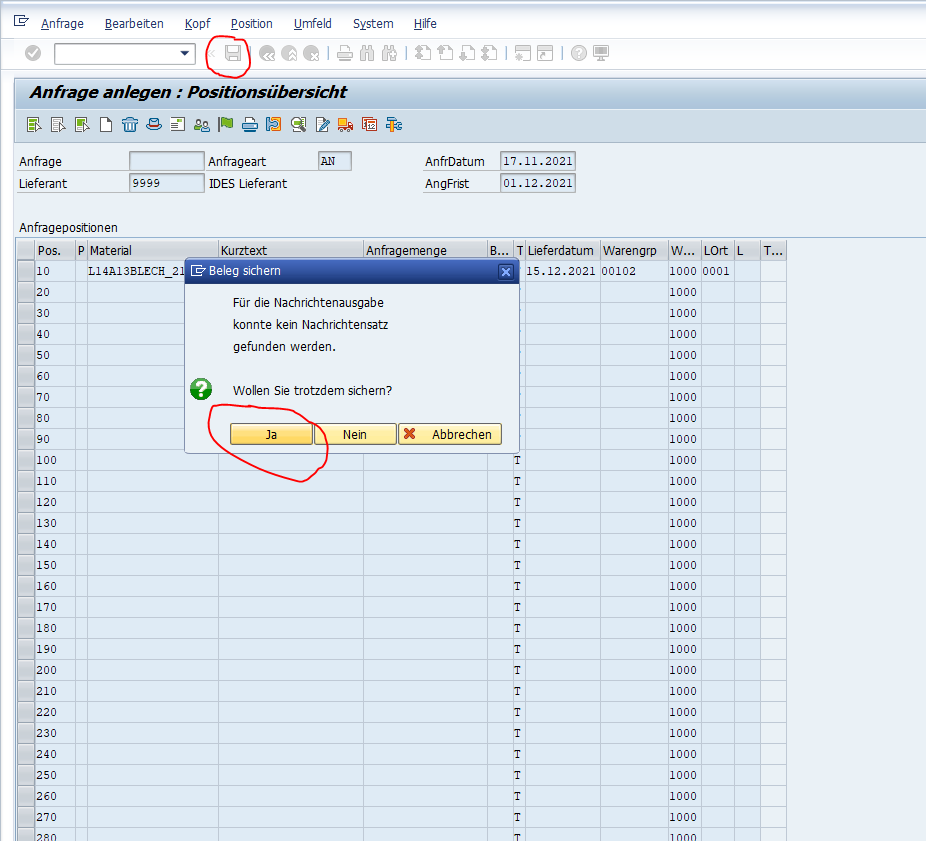 Anfrage Bearbeiten Kopf Position Umfeld System Hilfe
Anfrage anlegen : Positionsübersicht
Anfrage Anfrageart AN AnfrDatum 17.11.2021
Lieferant 9999 IDES Lieferant AngFrist 01.12.2021
Anfragepositionen
Pos. P Material Kurztext Anfragemenge B... T Lieferdatum Warengrp W... LOrt L T...
10 L14A13BLECH_21 15.12.2021 00102 1000 0001
Beleg sichern
20 1000
Für die Nachrichtenausgabe
30 1000
konnte kein Nachrichtensatz
40 1000
gefunden werden.
50 1000
60 1000
Wollen Sie trotzdem sichern?
70 1000
80 1000
Ja Nein Abbrechen
90 1000
100 T 1000
110 T 1000
120 T 1000
130 T 1000
140 T 1000
150 T 1000
160 T 1000
170 T 1000
180 T 1000
190 T 1000
200 T 1000
210 T 1000
220 T 1000
230 T 1000
240 T 1000
250 T 1000
260 T 1000
270 T 1000
280 T 1000